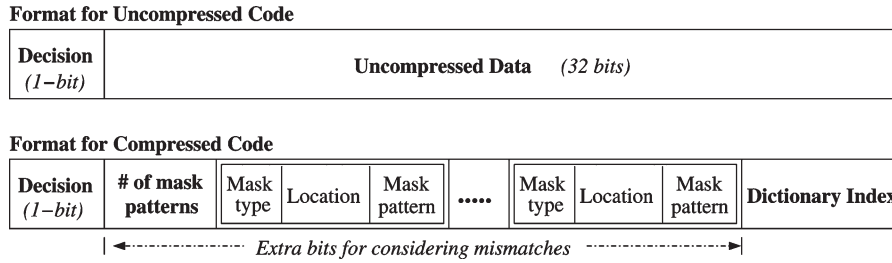 Format for Uncompressed Code
Decision
(1−bit)
Uncompressed Data (32 bits)
Format for Compressed Code
Decision
(1−bit)
# of mask
patterns
Mask
type
Location
Mask
pattern
.....
Mask
type
Location
Mask
pattern
Dictionary Index
Extra bits for considering mismatches